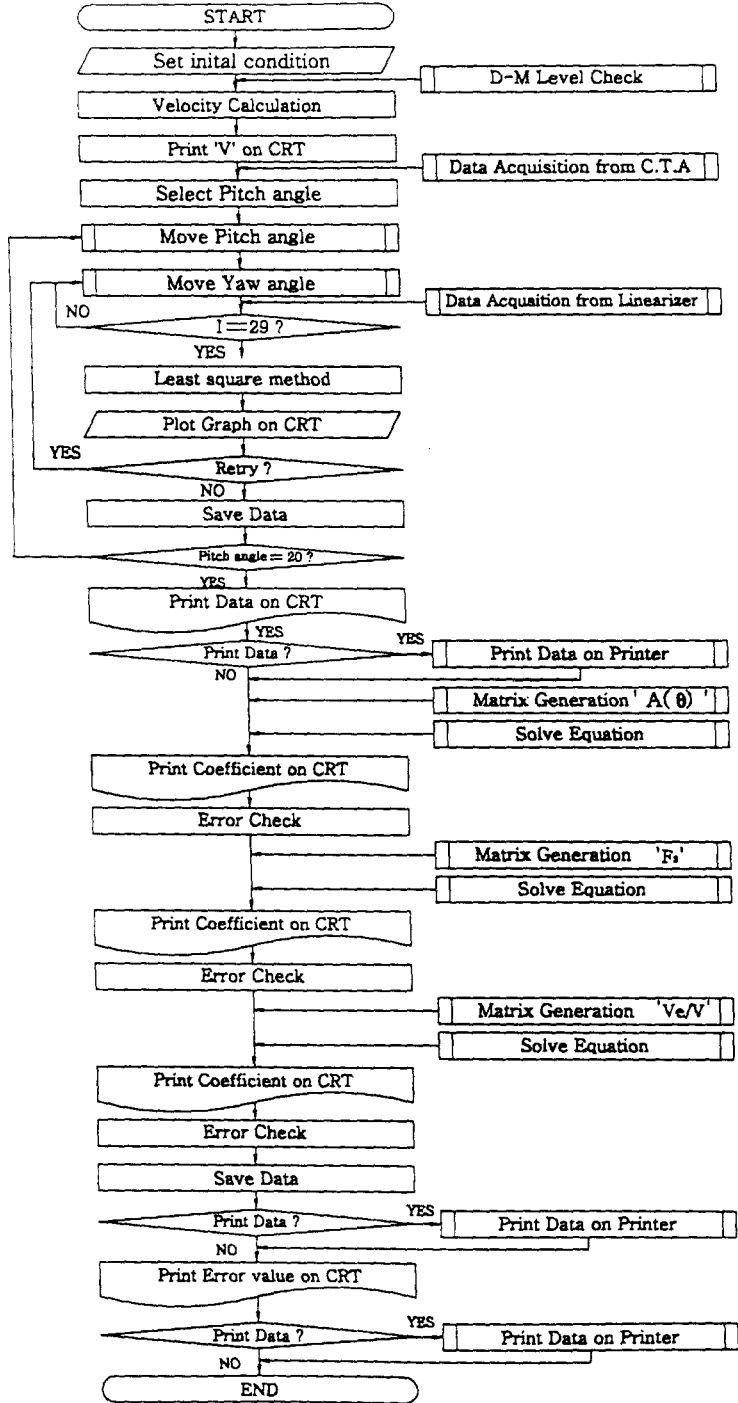 START
Set inital condition
D-M Level Check
Velocity Calculation
Print 'V' on CRT
Data Acquisition from C.T.A
Select Pitch angle
Move Pitch angle
Move Yaw angle
Data Acquaition from Linearizer
NO
I=29 ?
YES
Least square method
Plot Graph on CRT
YES
Retry ?
NO
Save Data
Pitch angle = 20 ?
YES
Print Data on CRT
YES
YES
Print Data ?
Print Data on Printer
NO
Matrix Generation ' A(θ) '
Solve Equation
Print Coefficient on CRT
Error Check
Matrix Generation 'F₂'
Solve Equation
Print Coefficient on CRT
Error Check
Matrix Generation 'Ve/V'
Solve Equation
Print Coefficient on CRT
Error Check
Save Data
YES
Print Data ?
Print Data on Printer
NO
Print Error value on CRT
YES
Print Data ?
Print Data on Printer
NO
END